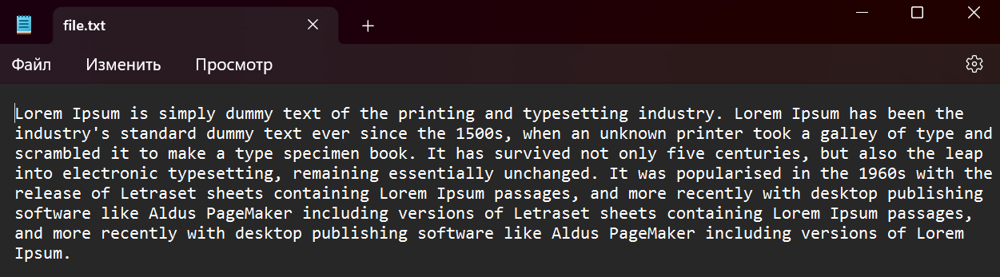 file.txt
Файл Изменить Просмотр
Lorem Ipsum is simply dummy text of the printing and typesetting industry. Lorem Ipsum has been the
industry's standard dummy text ever since the 1500s, when an unknown printer took a galley of type and
scrambled it to make a type specimen book. It has survived not only five centuries, but also the leap
into electronic typesetting, remaining essentially unchanged. It was popularised in the 1960s with the
release of Letraset sheets containing Lorem Ipsum passages, and more recently with desktop publishing
software like Aldus PageMaker including versions of Letraset sheets containing Lorem Ipsum passages,
and more recently with desktop publishing software like Aldus PageMaker including versions of Lorem
Ipsum.